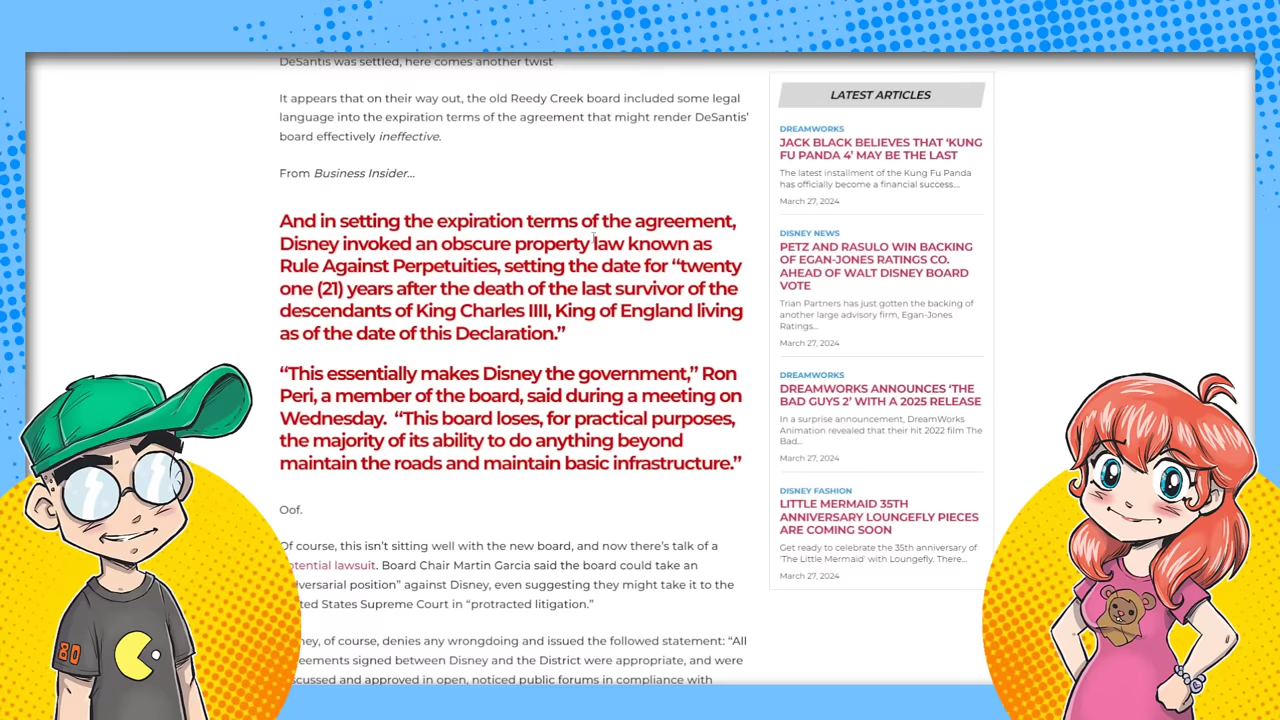 DeSantis was settled, here comes another twist
It appears that on their way out, the old Reedy Creek board included some legal
language into the expiration terms of the agreement that might render DeSantis’
board effectively ineffective.
From Business Insider…
And in setting the expiration terms of the agreement,
Disney invoked an obscure property law known as
Rule Against Perpetuities, setting the date for “twenty
one (21) years after the death of the last survivor of the
descendants of King Charles IIII, King of England living
as of the date of this Declaration.”
“This essentially makes Disney the government,” Ron
Peri, a member of the board, said during a meeting on
Wednesday. “This board loses, for practical purposes,
the majority of its ability to do anything beyond
maintain the roads and maintain basic infrastructure.”
Oof.
Of course, this isn’t sitting well with the new board, and now there’s talk of a
potential lawsuit. Board Chair Martin Garcia said the board could take an
“adversarial position” against Disney, even suggesting they might take it to the
United States Supreme Court in “protracted litigation.”
Disney, of course, denies any wrongdoing and issued the followed statement: “All
agreements signed between Disney and the District were appropriate, and were
discussed and approved in open, noticed public forums in compliance with
LATEST ARTICLES
DREAMWORKS
JACK BLACK BELIEVES THAT ‘KUNG
FU PANDA 4’ MAY BE THE LAST
The latest installment of the Kung Fu Panda
has officially become a financial success....
March 27, 2024
DISNEY NEWS
PETZ AND RASULO WIN BACKING
OF EGAN-JONES RATINGS CO.
AHEAD OF WALT DISNEY BOARD
VOTE
Trian Partners has just gotten the backing of
another large advisory firm, Egan-Jones
Ratings...
March 27, 2024
DREAMWORKS
DREAMWORKS ANNOUNCES ‘THE
BAD GUYS 2’ WITH A 2025 RELEASE
In a surprise announcement, DreamWorks
Animation revealed that their hit 2022 film The
Bad...
March 27, 2024
DISNEY FASHION
LITTLE MERMAID 35TH
ANNIVERSARY LOUNGEFLY PIECES
ARE COMING SOON
Get ready to celebrate the 35th anniversary of
'The Little Mermaid' with Loungefly. There...
March 27, 2024
80